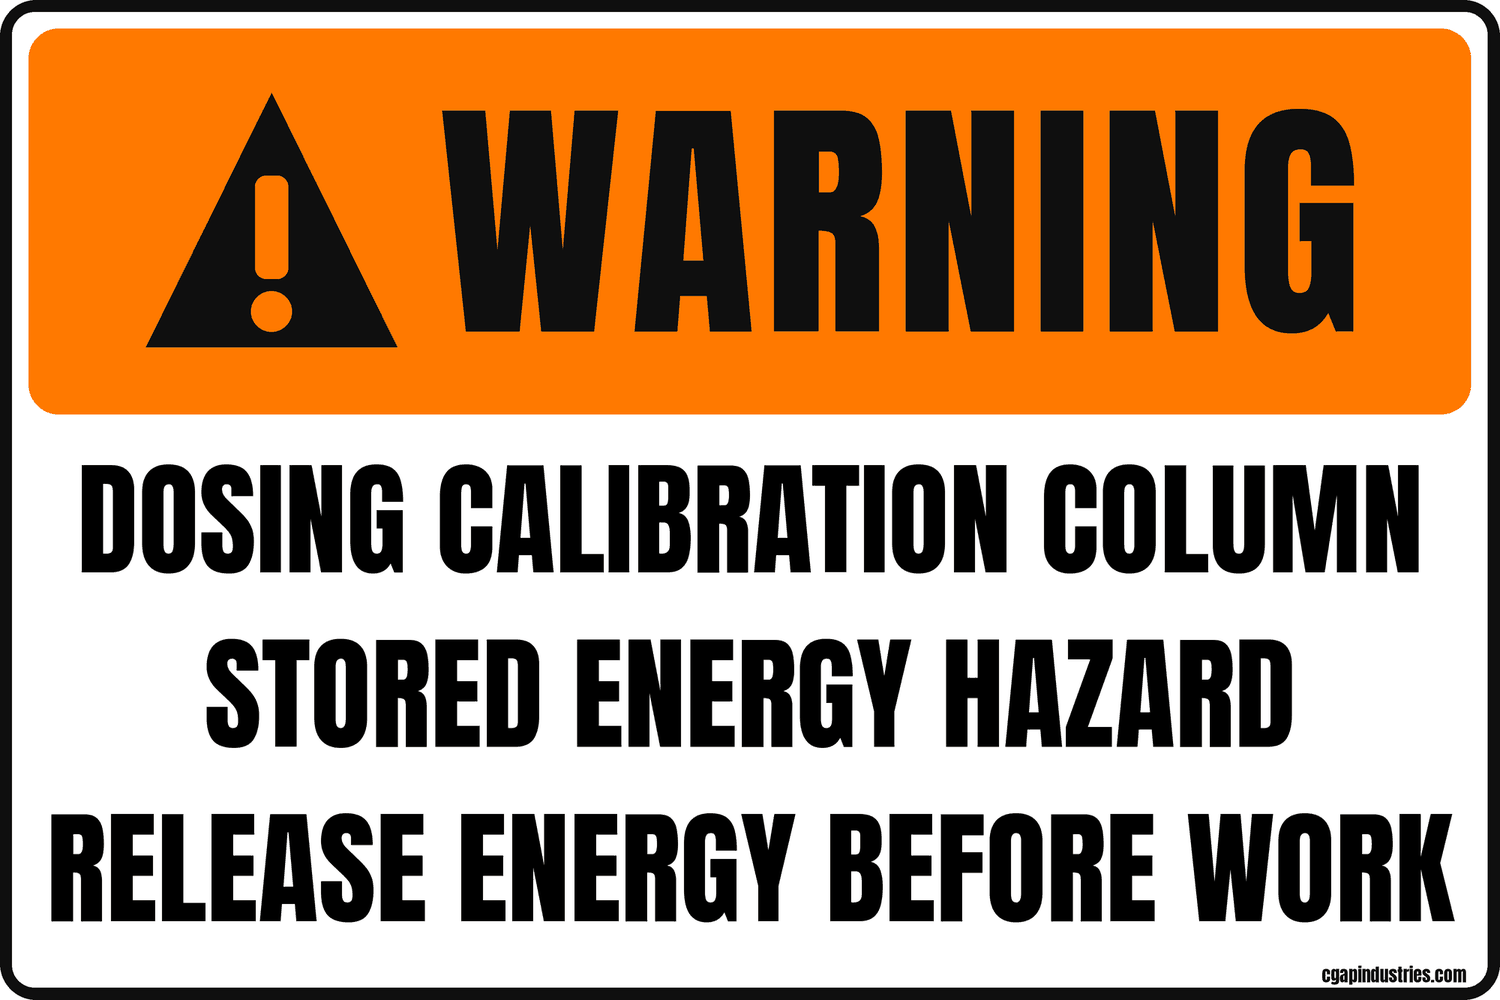 WARNING
DOSING CALIBRATION COLUMN
STORED ENERGY HAZARD
RELEASE ENERGY BEFORE WORK
cgapindustries.com